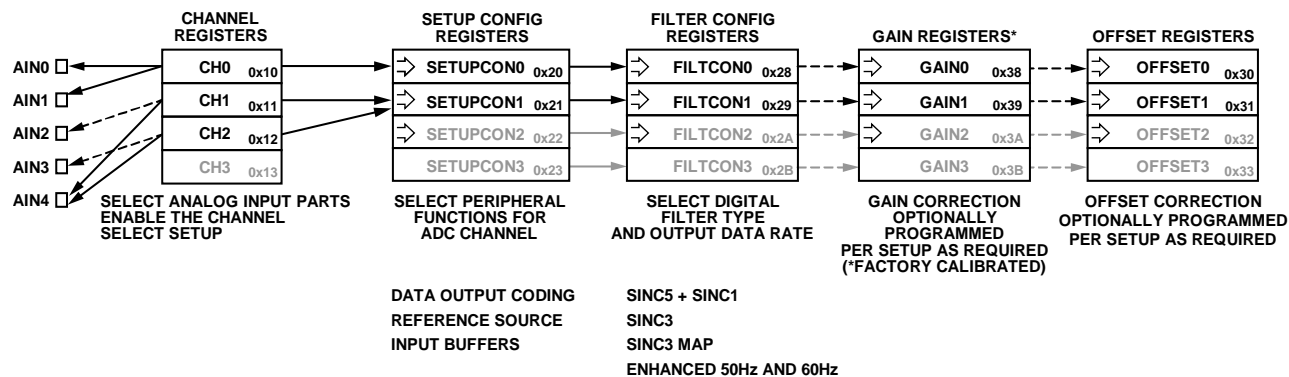 CHANNEL
REGISTERS
SETUP CONFIG
REGISTERS
FILTER CONFIG
REGISTERS
GAIN REGISTERS*
OFFSET REGISTERS
AIN0
AIN1
AIN2
AIN3
AIN4
CH0 0x10
CH1 0x11
CH2 0x12
CH3 0x13
SELECT ANALOG INPUT PARTS
ENABLE THE CHANNEL
SELECT SETUP
SETUPCON0 0x20
SETUPCON1 0x21
SETUPCON2 0x22
SETUPCON3 0x23
SELECT PERIPHERAL
FUNCTIONS FOR
ADC CHANNEL
FILTCON0 0x28
FILTCON1 0x29
FILTCON2 0x2A
FILTCON3 0x2B
SELECT DIGITAL
FILTER TYPE
AND OUTPUT DATA RATE
GAIN0 0x38
GAIN1 0x39
GAIN2 0x3A
GAIN3 0x3B
GAIN CORRECTION
OPTIONALLY
PROGRAMMED
PER SETUP AS REQUIRED
(*FACTORY CALIBRATED)
OFFSET0 0x30
OFFSET1 0x31
OFFSET2 0x32
OFFSET3 0x33
OFFSET CORRECTION
OPTIONALLY PROGRAMMED
PER SETUP AS REQUIRED
DATA OUTPUT CODING
REFERENCE SOURCE
INPUT BUFFERS
SINC5 + SINC1
SINC3
SINC3 MAP
ENHANCED 50Hz AND 60Hz